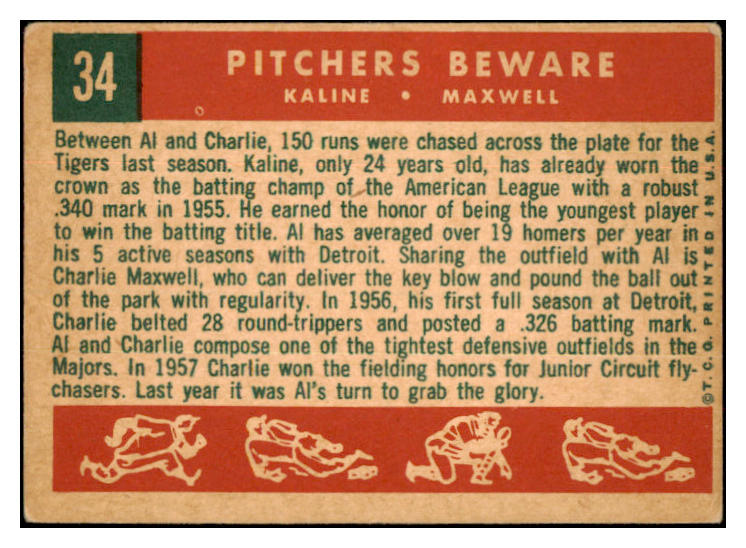 34
PITCHERS BEWARE
KALINE • MAXWELL
Between Al and Charlie, 150 runs were chased across the plate for the
Tigers last season. Kaline, only 24 years old, has already worn the
crown as the batting champ of the American League with a robust
.340 mark in 1955. He earned the honor of being the youngest player
to win the batting title. Al has averaged over 19 homers per year in
his 5 active seasons with Detroit. Sharing the outfield with Al is
Charlie Maxwell, who can deliver the key blow and pound the ball out
of the park with regularity. In 1956, his first full season at Detroit,
Charlie belted 28 round-trippers and posted a .326 batting mark.
Al and Charlie compose one of the tightest defensive outfields in the
Majors. In 1957 Charlie won the fielding honors for Junior Circuit fly-
chasers. Last year it was Al's turn to grab the glory.
©T.C.G. PRINTED IN U.S.A.